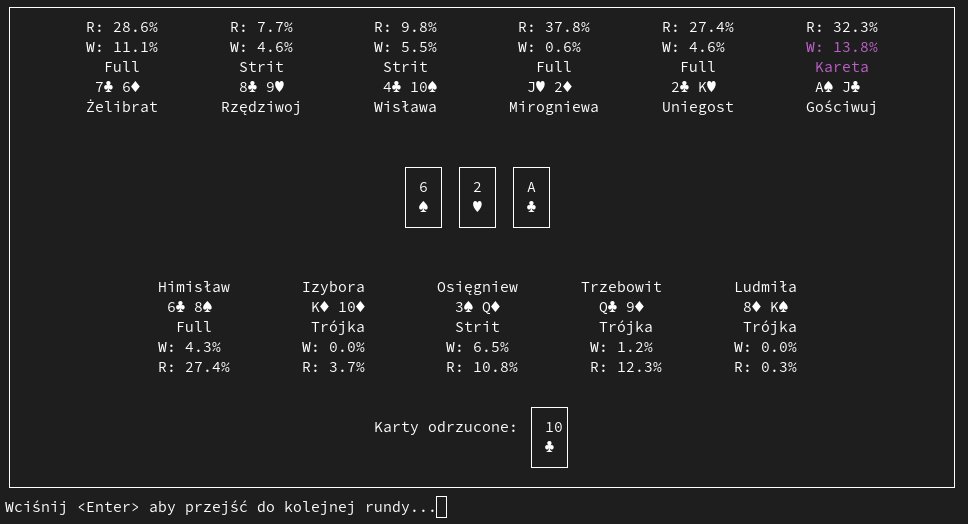 R: 28.6% R: 7.7% R: 9.8% R: 37.8% R: 27.4% R: 32.3%
W: 11.1% W: 4.6% W: 5.5% W: 0.6% W: 4.6% W: 13.8%
Full Strit Strit Full Full Kareta
7♣ 6♦ 8♣ 9♥ 4♣ 10♠ J♥ 2♦ 2♣ K♥ A♠ J♣
Żelibrat Rzędziwoj Wisława Mirogniewa Uniegost Gościwuj
6 2 A
♠ ♥ ♣
Himisław Izybora Osięgniew Trzebowit Ludmiła
6♣ 8♠ K♦ 10♦ 3♠ Q♦ Q♣ 9♦ 8♦ K♠
Full Trójka Strit Trójka Trójka
W: 4.3% W: 0.0% W: 6.5% W: 1.2% W: 0.0%
R: 27.4% R: 3.7% R: 10.8% R: 12.3% R: 0.3%
Karty odrzucone: 10
♣
Wciśnij <Enter> aby przejść do kolejnej rundy...